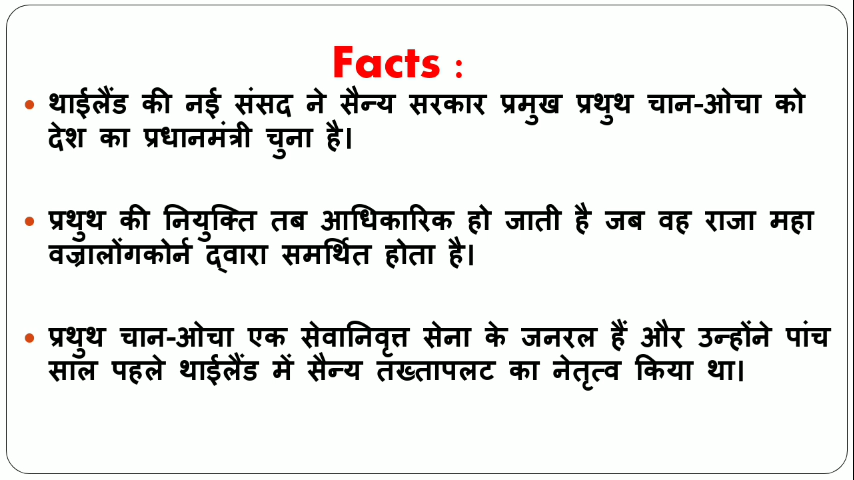 Facts :
• थाईलैंड की नई संसद ने सैन्य सरकार प्रमुख प्रथुथ चान-ओचा को
देश का प्रधानमंत्री चुना है।
• प्रथुथ की नियुक्ति तब आधिकारिक हो जाती है जब वह राजा महा
वज्रालोंगकोर्न द्वारा समर्थित होता है।
• प्रथुथ चान-ओचा एक सेवानिवृत्त सेना के जनरल हैं और उन्होंने पांच
साल पहले थाईलैंड में सैन्य तख्तापलट का नेतृत्व किया था।